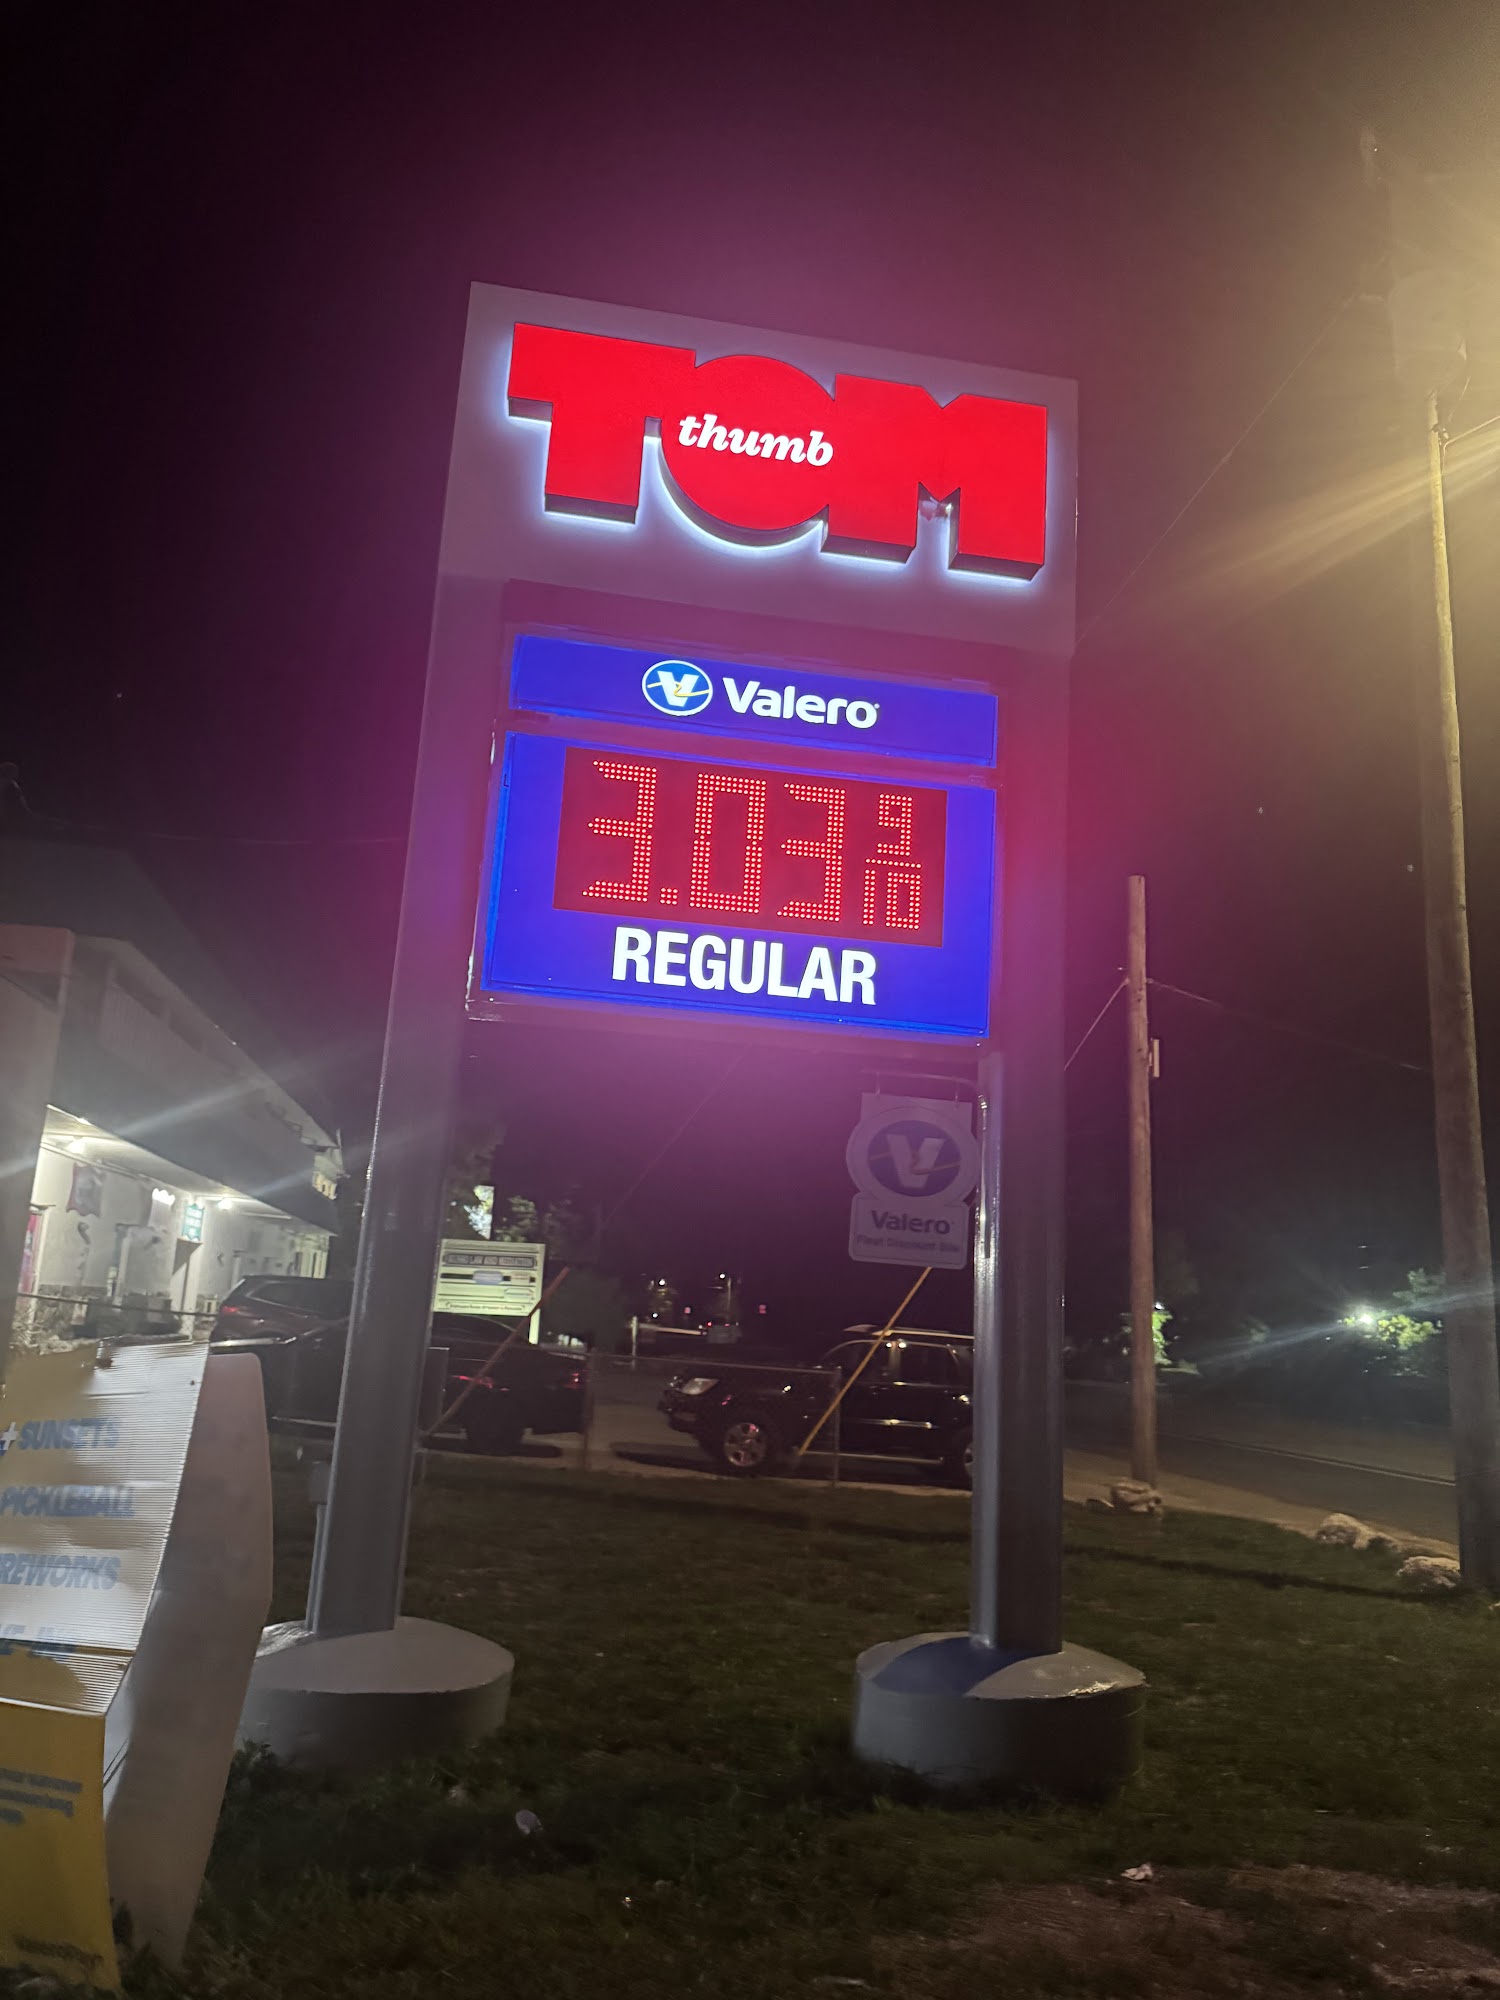 TOM
thumb
Valero
3.03 9/10
REGULAR
Valero
SUNSETS
PICKLEBALL
REWORKS